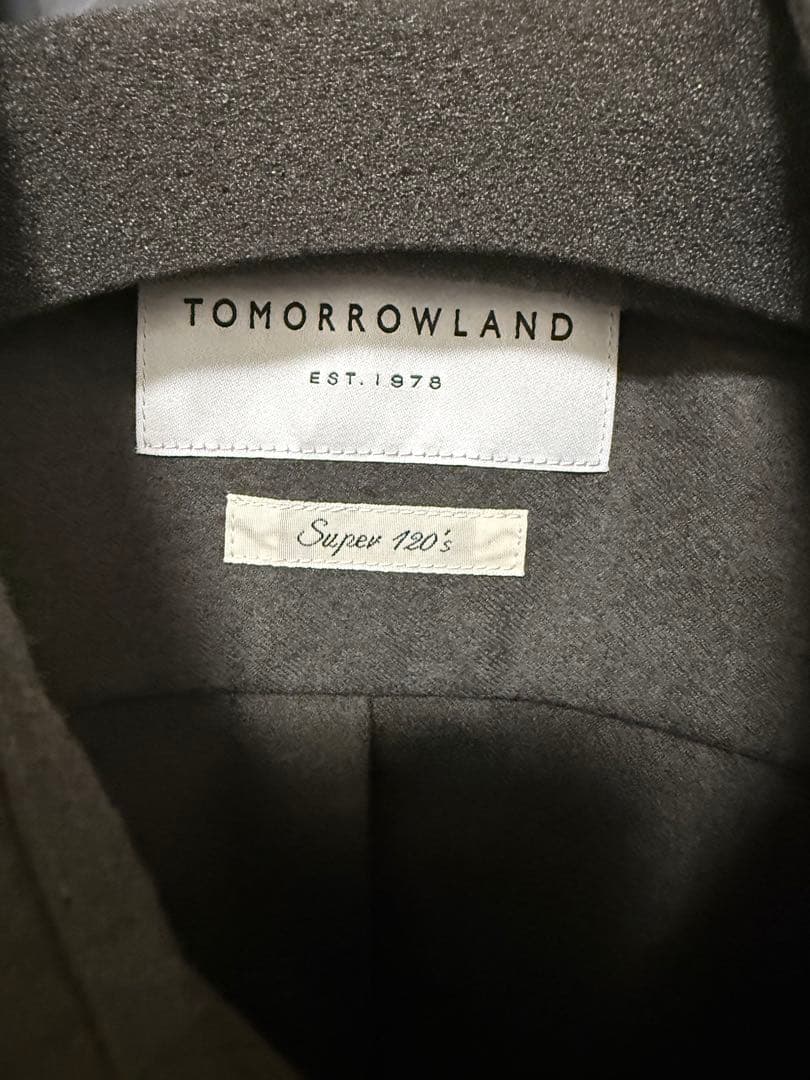 TOMORROWLAND
EST. 1978
Super 120's